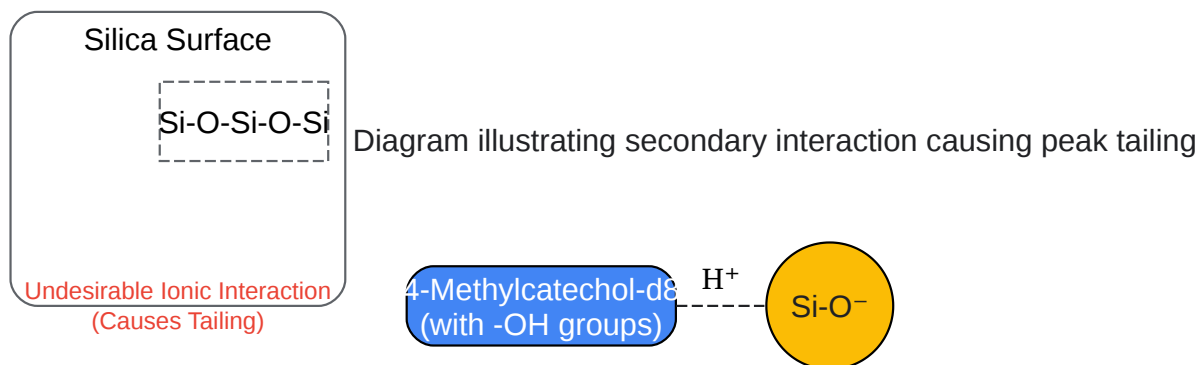 Silica Surface
Si-O-Si-O-Si
Diagram illustrating secondary interaction causing peak tailing
Undesirable Ionic Interaction
(Causes Tailing)
4-Methylcatechol-d8
(with -OH groups)
H⁺
Si-O⁻